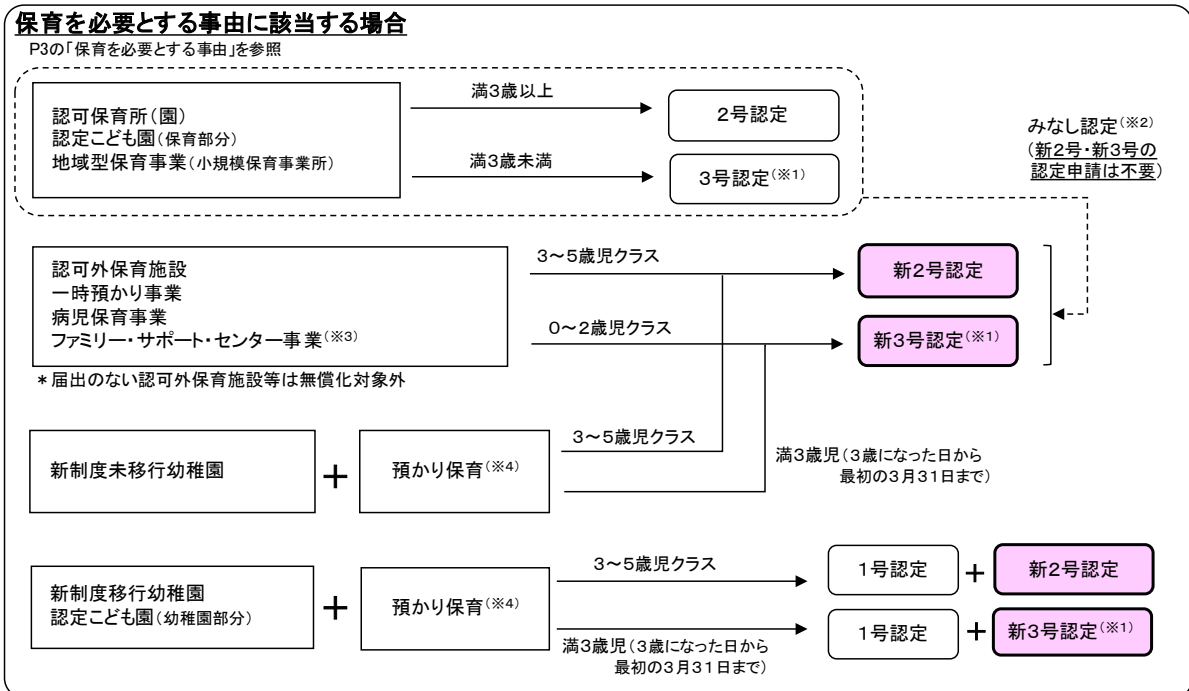 保育を必要とする事由に該当する場合
P3の「保育を必要とする事由」を参照
認可保育所(園)
認定こども園(保育部分)
地域型保育事業(小規模保育事業所)
満3歳以上
2号認定
満3歳未満
3号認定(※1)
みなし認定(※2)
(新2号・新3号の
認定申請は不要)
認可外保育施設
一時預かり事業
病児保育事業
ファミリー・サポート・センター事業(※3)
3~5歳児クラス
新2号認定
0~2歳児クラス
新3号認定(※1)
*届出のない認可外保育施設等は無償化対象外
新制度未移行幼稚園
+
預かり保育(※4)
3~5歳児クラス
満3歳児(3歳になった日から
最初の3月31日まで)
新制度移行幼稚園
認定こども園(幼稚園部分)
+
預かり保育(※4)
3~5歳児クラス
1号認定
+
新2号認定
満3歳児(3歳になった日から
最初の3月31日まで)
1号認定
+
新3号認定(※1)